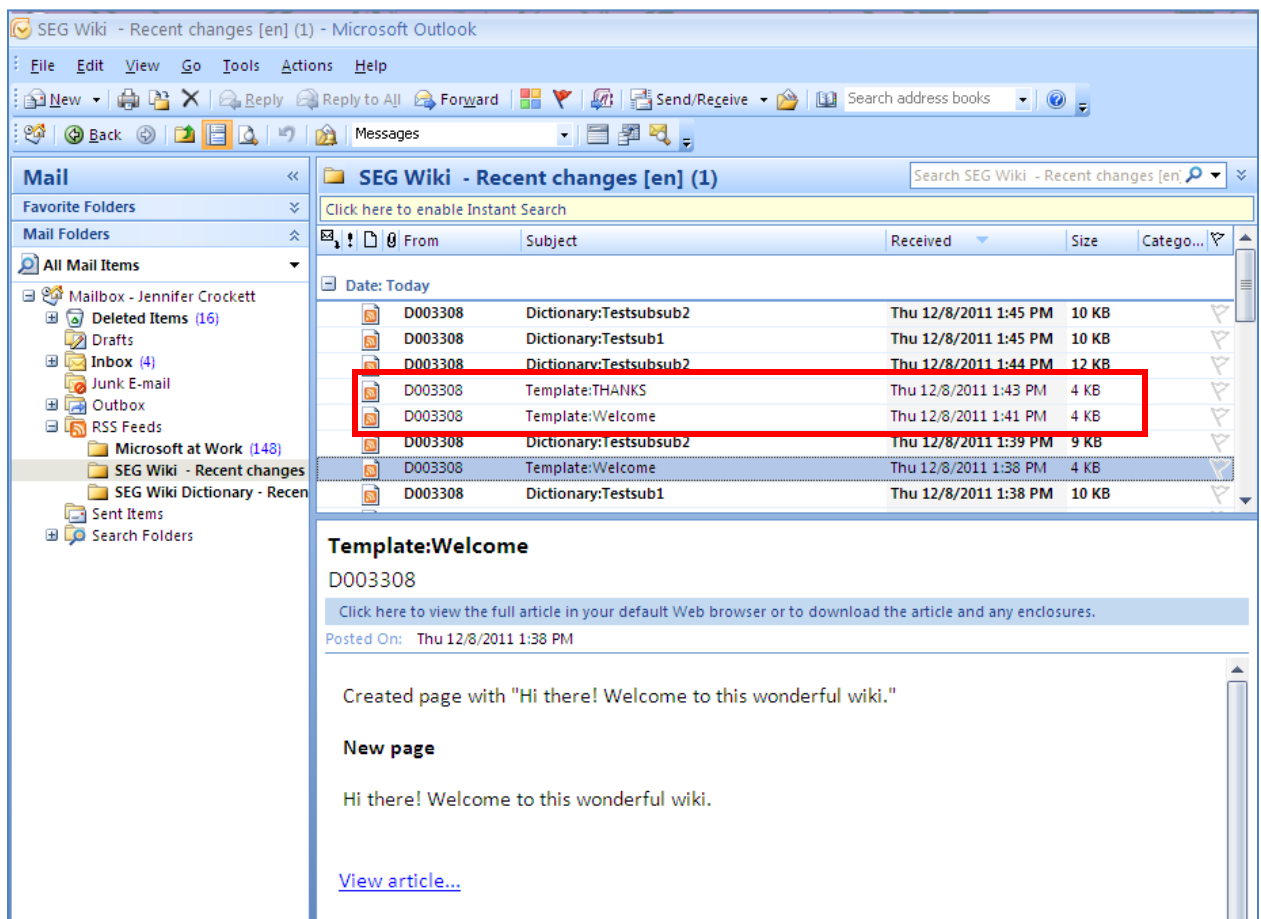 SEG Wiki - Recent changes [en] (1) - Microsoft Outlook
File Edit View Go Tools Actions Help
New Reply Reply to All Forward Send/Receive Search address books
Back Messages
Mail «
SEG Wiki - Recent changes [en] (1) Search SEG Wiki - Recent changes [en]
Favorite Folders
Click here to enable Instant Search
Mail Folders
From Subject Received Size Catego...
All Mail Items
Date: Today
Mailbox - Jennifer Crockett
Deleted Items (16)
Drafts
Inbox (4)
Junk E-mail
Outbox
RSS Feeds
Microsoft at Work (148)
SEG Wiki - Recent changes
SEG Wiki Dictionary - Recen
Sent Items
Search Folders
D003308 Dictionary:Testsubsub2 Thu 12/8/2011 1:45 PM 10 KB
D003308 Dictionary:Testsub1 Thu 12/8/2011 1:45 PM 10 KB
D003308 Dictionary:Testsubsub2 Thu 12/8/2011 1:44 PM 12 KB
D003308 Template:THANKS Thu 12/8/2011 1:43 PM 4 KB
D003308 Template:Welcome Thu 12/8/2011 1:41 PM 4 KB
D003308 Dictionary:Testsubsub2 Thu 12/8/2011 1:39 PM 9 KB
D003308 Template:Welcome Thu 12/8/2011 1:38 PM 4 KB
D003308 Dictionary:Testsub1 Thu 12/8/2011 1:38 PM 10 KB
Template:Welcome
D003308
Click here to view the full article in your default Web browser or to download the article and any enclosures.
Posted On: Thu 12/8/2011 1:38 PM
Created page with "Hi there! Welcome to this wonderful wiki."
New page
Hi there! Welcome to this wonderful wiki.
View article...